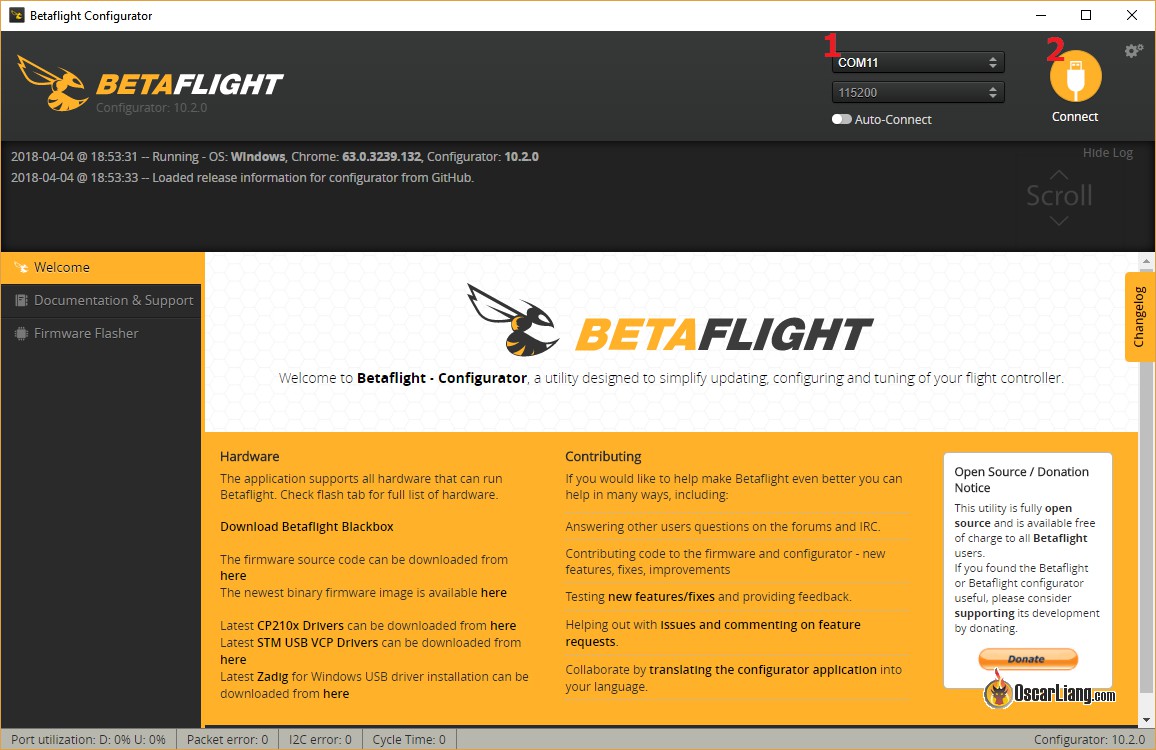 Betaflight Configurator
1
COM11
2
BETAFLIGHT
Configurator: 10.2.0
115200
Auto-Connect
Connect
2018-04-04 @ 18:53:31 -- Running - OS: Windows, Chrome: 63.0.3239.132, Configurator: 10.2.0
2018-04-04 @ 18:53:33 -- Loaded release information for configurator from GitHub.
Hide Log
Scroll
Welcome
Documentation & Support
Firmware Flasher
Changelog
BETAFLIGHT
Welcome to Betaflight - Configurator, a utility designed to simplify updating, configuring and tuning of your flight controller.
Hardware
The application supports all hardware that can run
Betaflight. Check flash tab for full list of hardware.
Download Betaflight Blackbox
The firmware source code can be downloaded from
here
The newest binary firmware image is available here
Latest CP210x Drivers can be downloaded from here
Latest STM USB VCP Drivers can be downloaded from
here
Latest Zadig for Windows USB driver installation can be
downloaded from here
Contributing
If you would like to help make Betaflight even better you can
help in many ways, including:
Answering other users questions on the forums and IRC.
Contributing code to the firmware and configurator - new
features, fixes, improvements
Testing new features/fixes and providing feedback.
Helping out with issues and commenting on feature
requests.
Collaborate by translating the configurator application into
your language.
Open Source / Donation
Notice
This utility is fully open
source and is available free
of charge to all Betaflight
users.
If you found the Betaflight
or Betaflight configurator
useful, please consider
supporting its development
by donating.
Donate
OscarLiang.com
Port utilization: D: 0% U: 0%
Packet error: 0
I2C error: 0
Cycle Time: 0
Configurator: 10.2.0